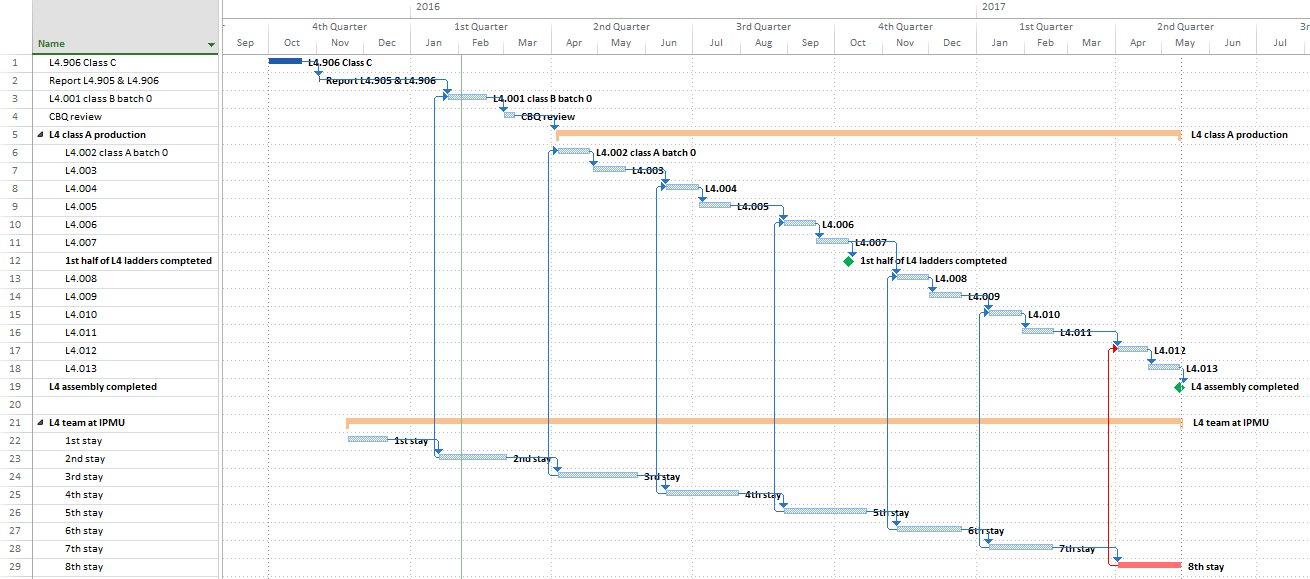 2016 2017
4th Quarter 1st Quarter 2nd Quarter 3rd Quarter 4th Quarter 1st Quarter 2nd Quarter 3r
Name Sep Oct Nov Dec Jan Feb Mar Apr May Jun Jul Aug Sep Oct Nov Dec Jan Feb Mar Apr May Jun Jul
1 L4.906 Class C L4.906 Class C
2 Report L4.905 & L4.906 Report L4.905 & L4.906
3 L4.001 class B batch 0 L4.001 class B batch 0
4 CBQ review CBQ review
5 L4 class A production L4 class A production
6 L4.002 class A batch 0 L4.002 class A batch 0
7 L4.003 L4.003
8 L4.004 L4.004
9 L4.005 L4.005
10 L4.006 L4.006
11 L4.007 L4.007
12 1st half of L4 ladders compteted 1st half of L4 ladders compteted
13 L4.008 L4.008
14 L4.009 L4.009
15 L4.010 L4.010
16 L4.011 L4.011
17 L4.012 L4.012
18 L4.013 L4.013
19 L4 assembly completed L4 assembly completed
20
21 L4 team at IPMU L4 team at IPMU
22 1st stay 1st stay
23 2nd stay 2nd stay
24 3rd stay 3rd stay
25 4th stay 4th stay
26 5th stay 5th stay
27 6th stay 6th stay
28 7th stay 7th stay
29 8th stay 8th stay